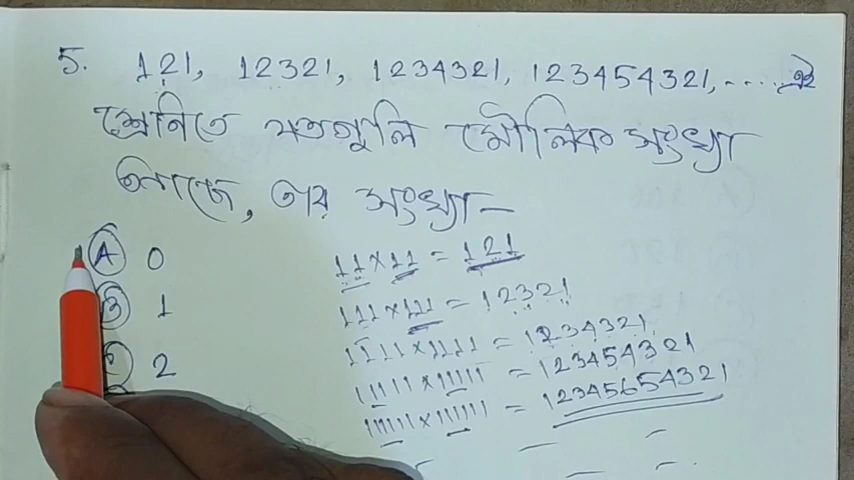 5. 121, 12321, 1234321, 123454321, ..... এই
শ্রেনিতে যতগুলি মৌলিক সংখ্যা
আছে, তার সংখ্যা -
(A) 0
(B) 1
2
11 × 11 = 121
111 × 111 = 12321
1111 × 1111 = 1234321
11111 × 11111 = 123454321
111111 × 111111 = 12345654321